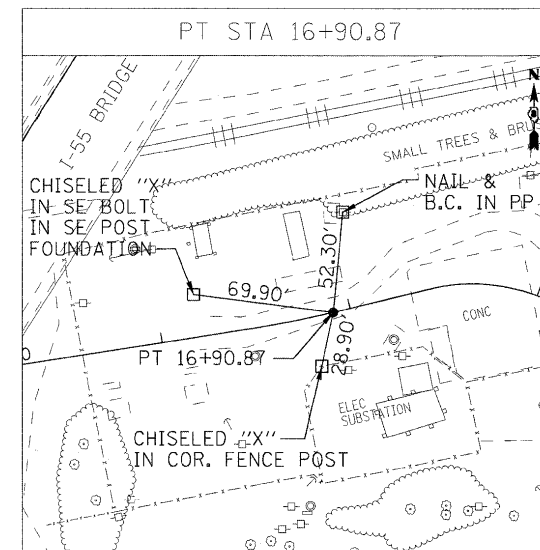 PT STA 16+90.87
I-55 BRIDGE
N
SMALL TREES & BRUS
CHISELED "X"
IN SE BOLT
IN SE POST
FOUNDATION
NAIL &
B.C. IN PP
52.30'
69.90'
CONC
PT 16+90.87
28.90'
ELEC
SUBSTATION
CHISELED "X"
IN COR. FENCE POST
0